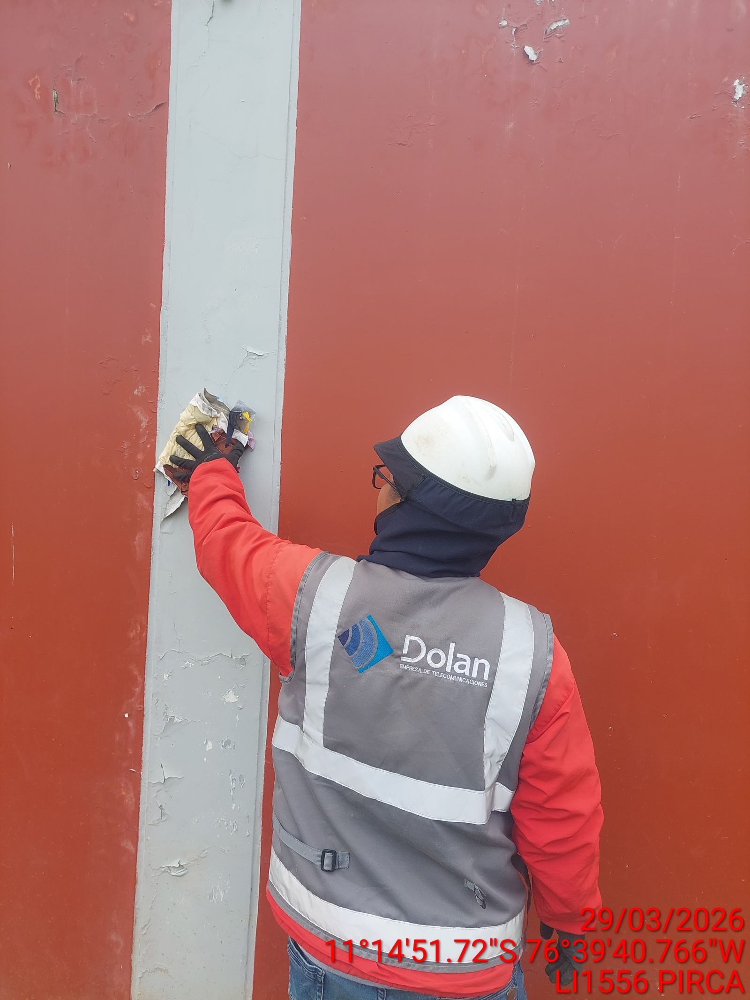 Dolan
EMPRESA DE TELECOMUNICACIONES
29/03/2026
11°14'51.72"S 76°39'40.766"W
LI1556 PIRCA